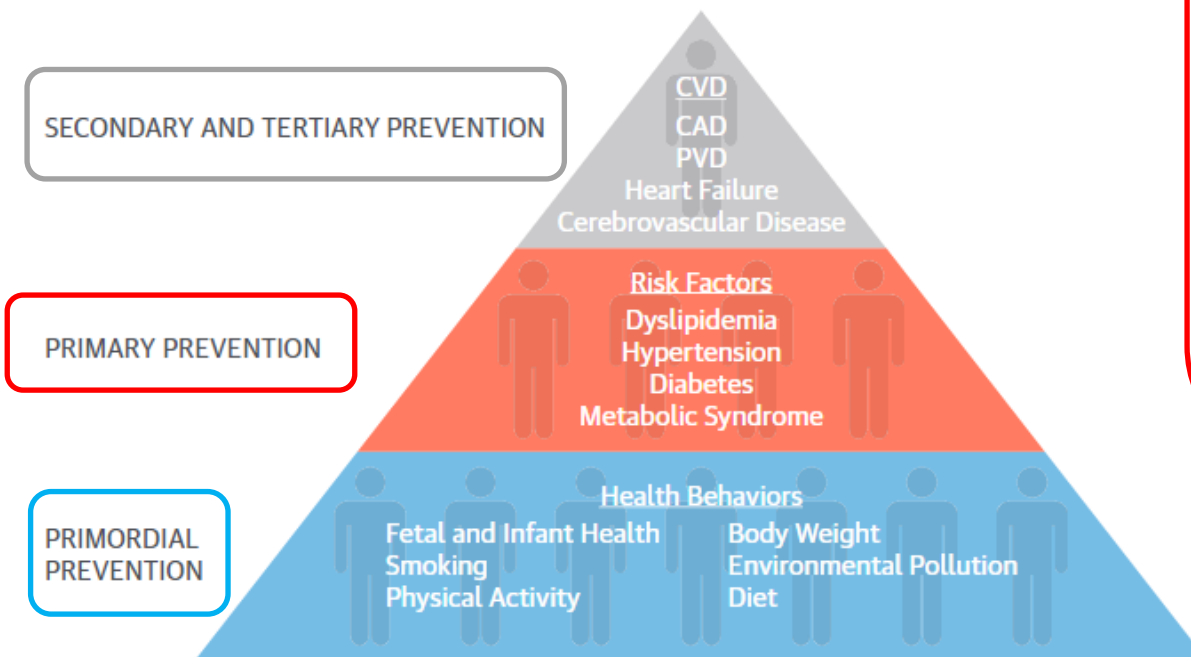 SECONDARY AND TERTIARY PREVENTION
CVD
CAD
PVD
Heart Failure
Cerebrovascular Disease
PRIMARY PREVENTION
Risk Factors
Dyslipidemia
Hypertension
Diabetes
Metabolic Syndrome
PRIMORDIAL
PREVENTION
Health Behaviors
Fetal and Infant Health
Smoking
Physical Activity
Body Weight
Environmental Pollution
Diet